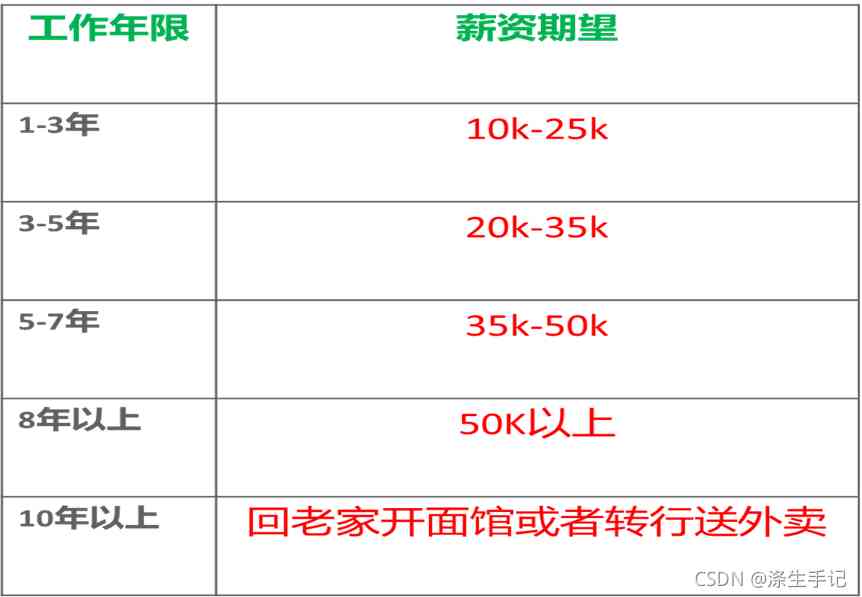 工作年限 薪资期望
1-3年 10k-25k
3-5年 20k-35k
5-7年 35k-50k
8年以上 50K以上
10年以上 回老家开面馆或者转行送外卖
CSDN @涤生手记